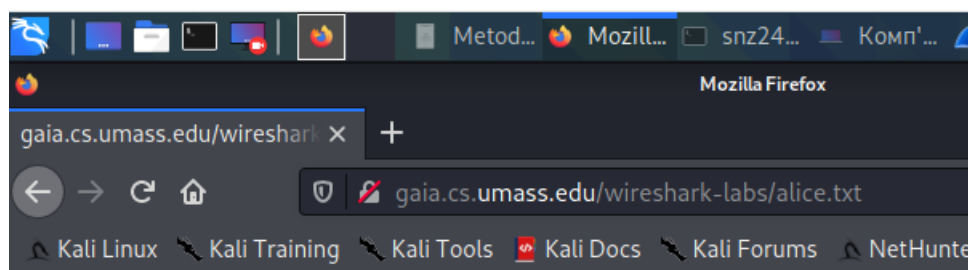 Metod... Mozill... snz24... Комп'...
Mozilla Firefox
gaia.cs.umass.edu/wireshark
gaia.cs.umass.edu/wireshark-labs/alice.txt
Kali Linux Kali Training Kali Tools Kali Docs Kali Forums NetHunte